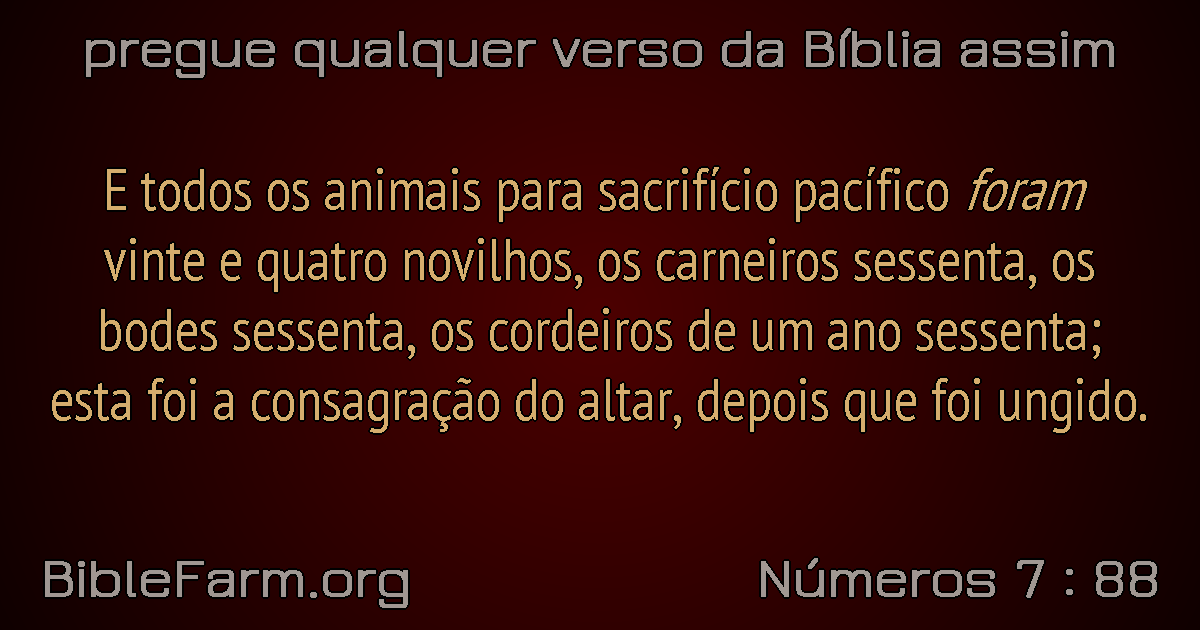 pregue qualquer verso da Bíblia assim
E todos os animais para sacrifício pacífico foram
vinte e quatro novilhos, os carneiros sessenta, os
bodes sessenta, os cordeiros de um ano sessenta;
esta foi a consagração do altar, depois que foi ungido.
BibleFarm.org
Números 7 : 88